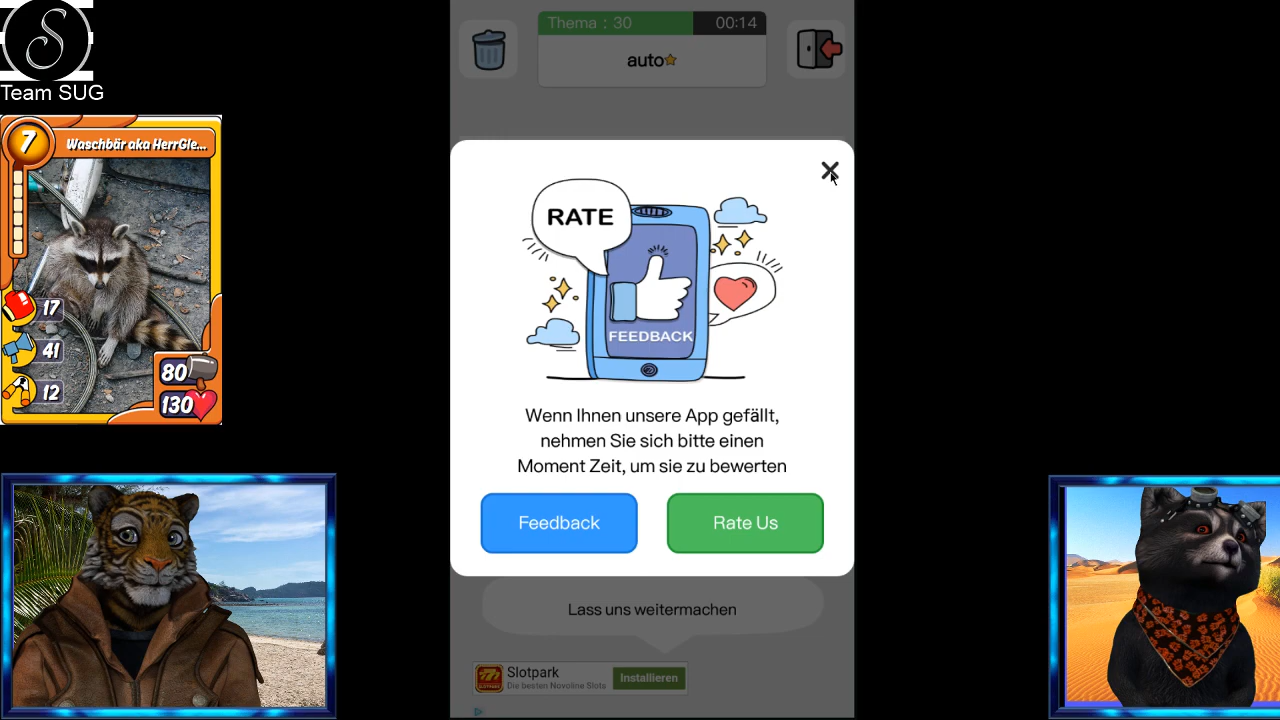 S
Team SUG
7
Waschbär aka HerrGle...
17
41
12
80
130
Thema : 30
00:14
auto
RATE
FEEDBACK
Wenn Ihnen unsere App gefällt,
nehmen Sie sich bitte einen
Moment Zeit, um sie zu bewerten
Feedback
Rate Us
Lass uns weitermachen
Slotpark
Die besten Novoline Slots
Installieren